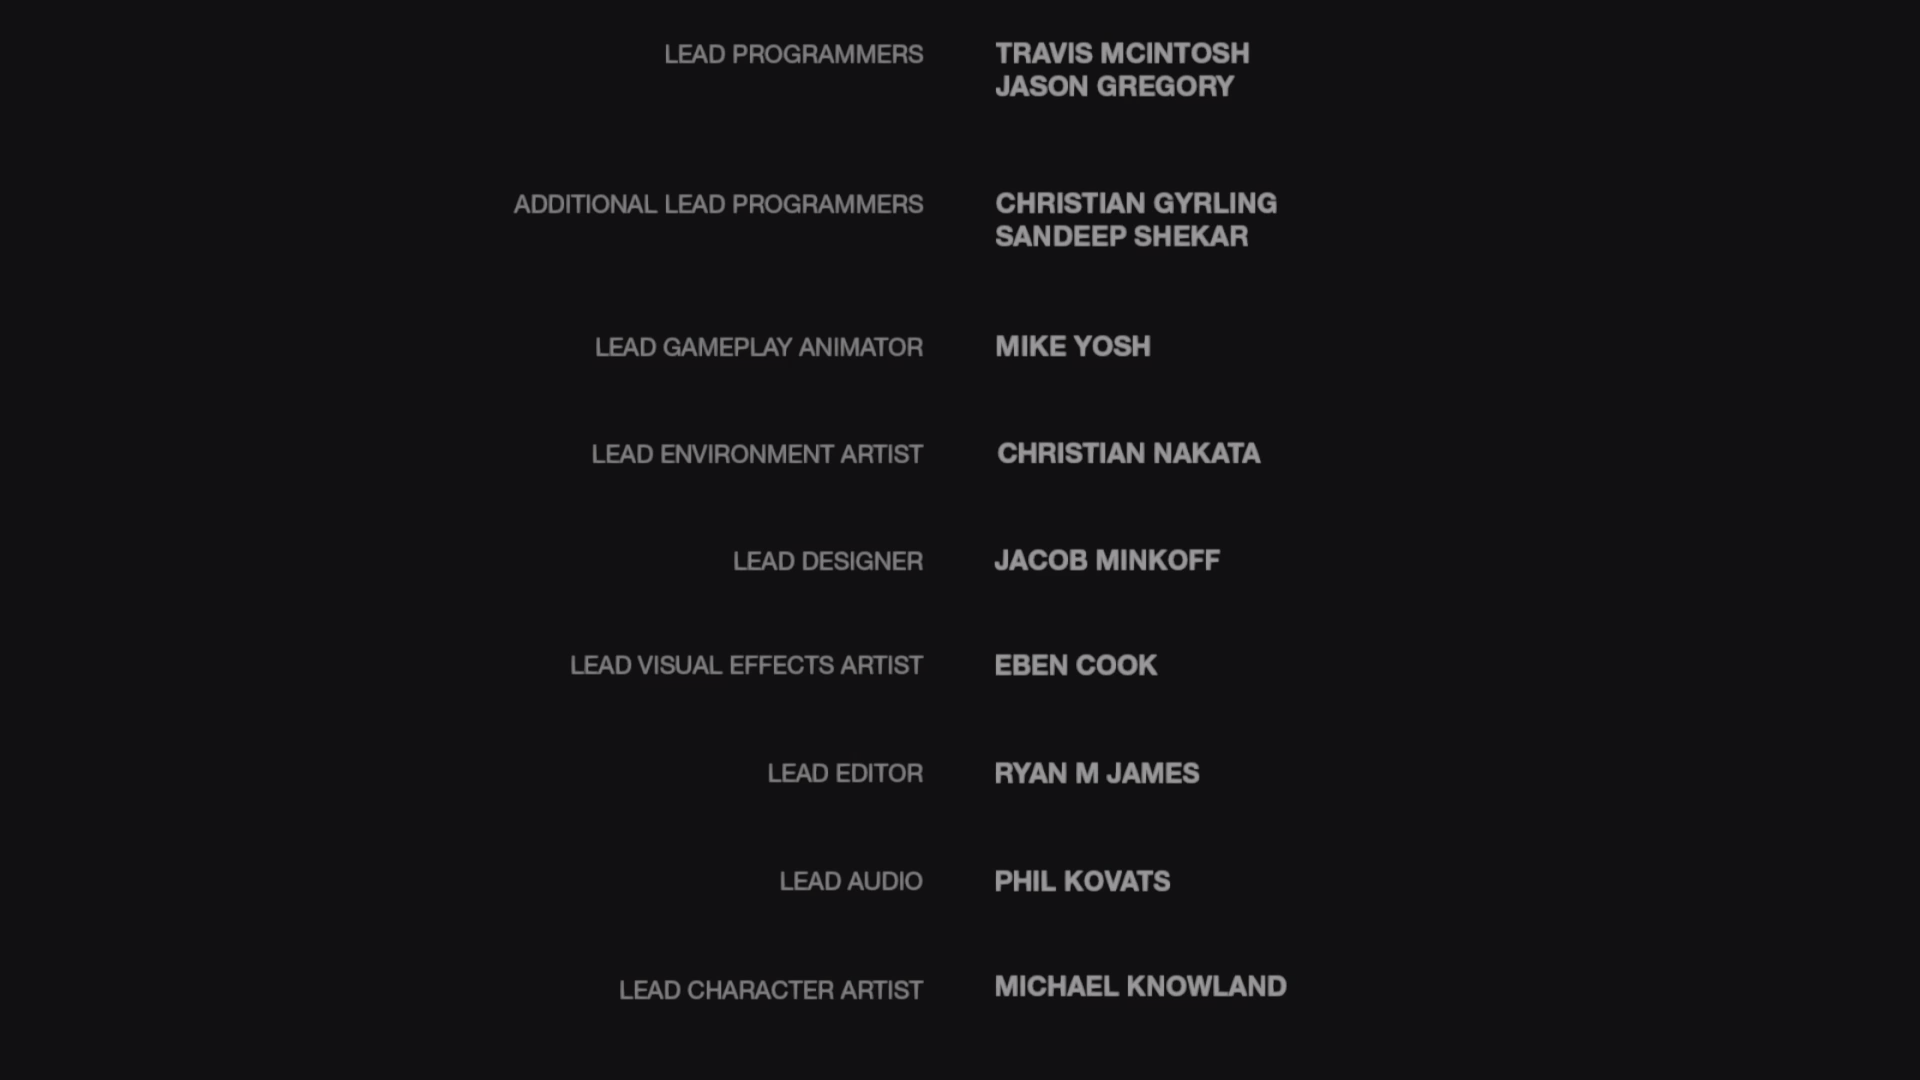 LEAD PROGRAMMERS TRAVIS MCINTOSH
JASON GREGORY
ADDITIONAL LEAD PROGRAMMERS CHRISTIAN GYRLING
SANDEEP SHEKAR
LEAD GAMEPLAY ANIMATOR MIKE YOSH
LEAD ENVIRONMENT ARTIST CHRISTIAN NAKATA
LEAD DESIGNER JACOB MINKOFF
LEAD VISUAL EFFECTS ARTIST EBEN COOK
LEAD EDITOR RYAN M JAMES
LEAD AUDIO PHIL KOVATS
LEAD CHARACTER ARTIST MICHAEL KNOWLAND